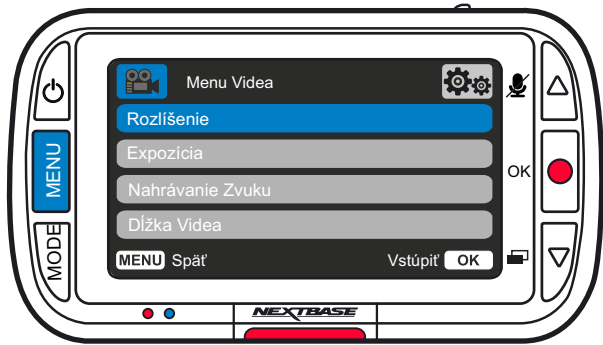 Menu Videa
Rozlíšenie
Expozícia
Nahrávanie Zvuku
Dĺžka Videa
MENU Späť Vstúpiť OK
MENU
MODE
OK
NEXTBASE